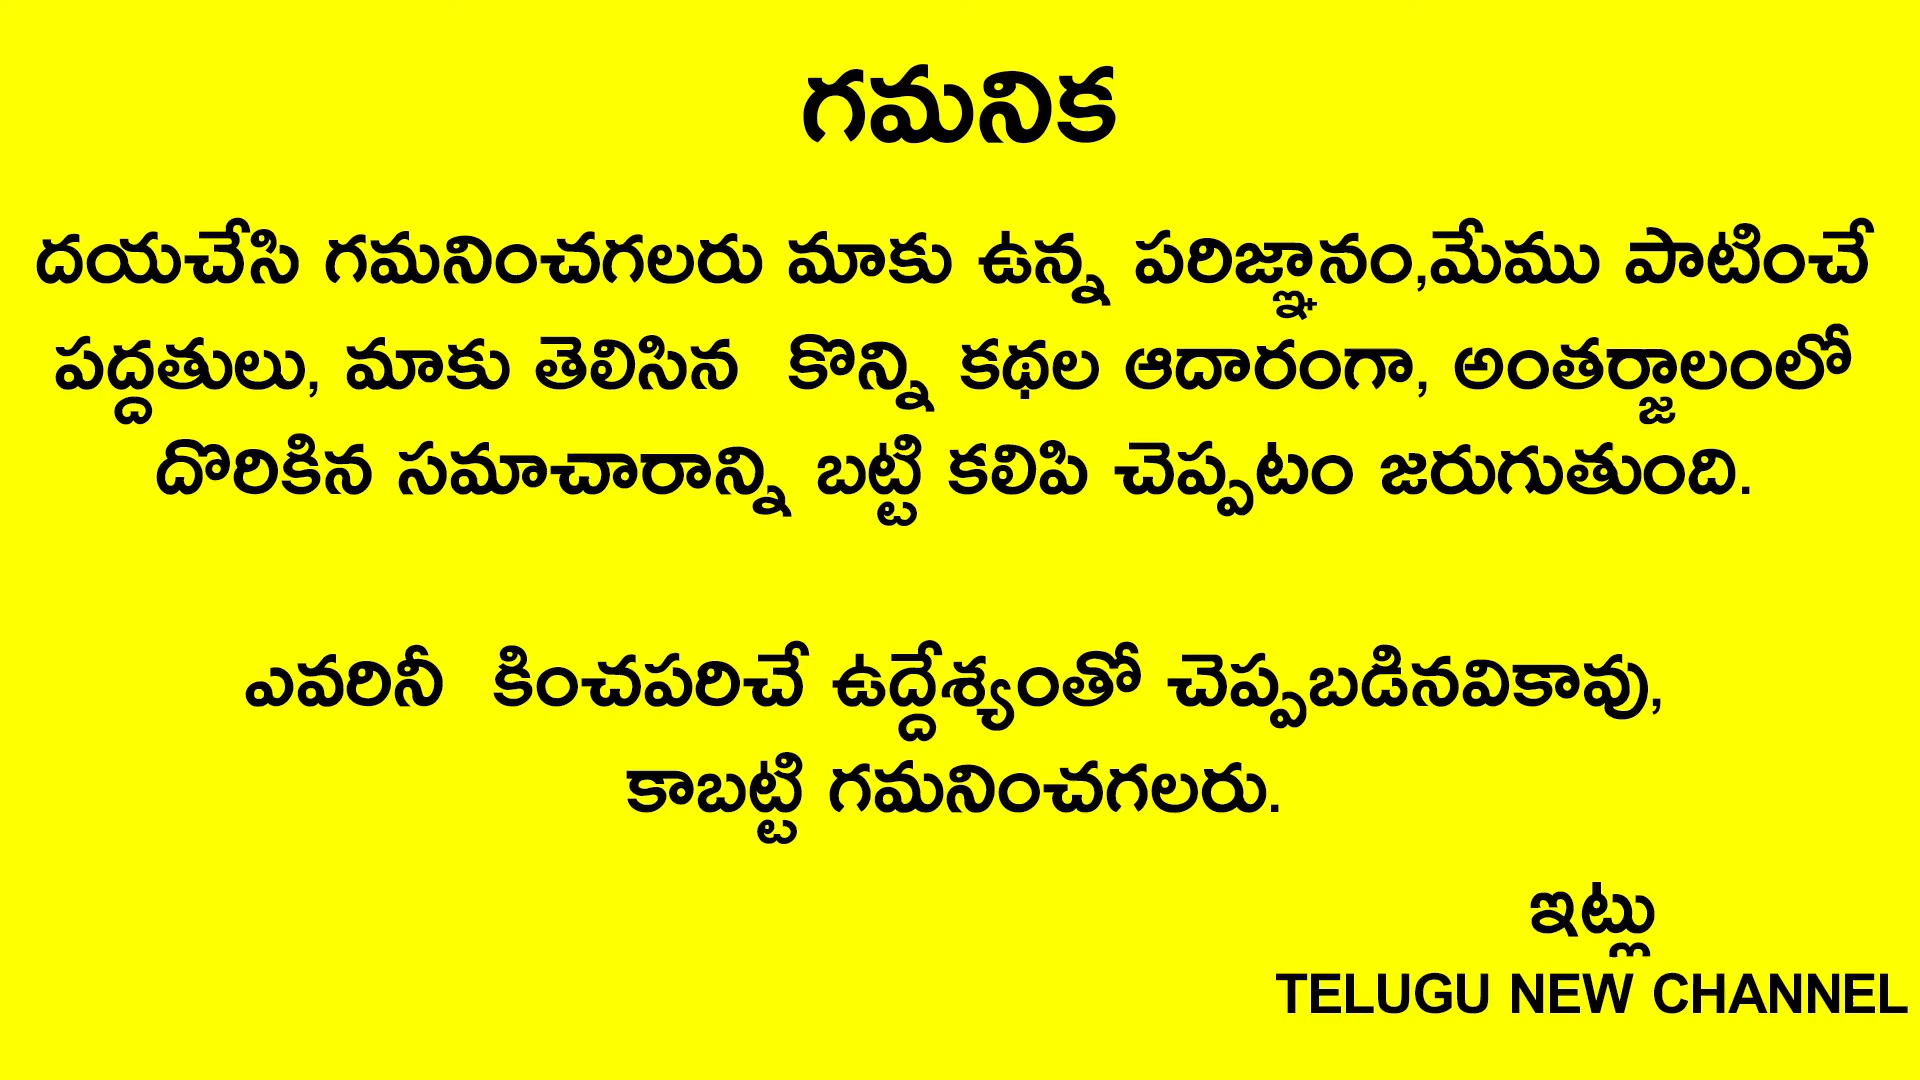 గమనిక
దయచేసి గమనించగలరు మాకు ఉన్న పరిజ్ఞానం,మేము పాటించే
పద్దతులు, మాకు తెలిసిన కొన్ని కథల ఆదారంగా, అంతర్జాలంలో
దొరికిన సమాచారాన్ని బట్టి కలిపి చెప్పటం జరుగుతుంది.
ఎవరినీ కించపరిచే ఉద్దేశ్యంతో చెప్పబడినవికావు,
కాబట్టి గమనించగలరు.
ఇట్లు
TELUGU NEW CHANNEL